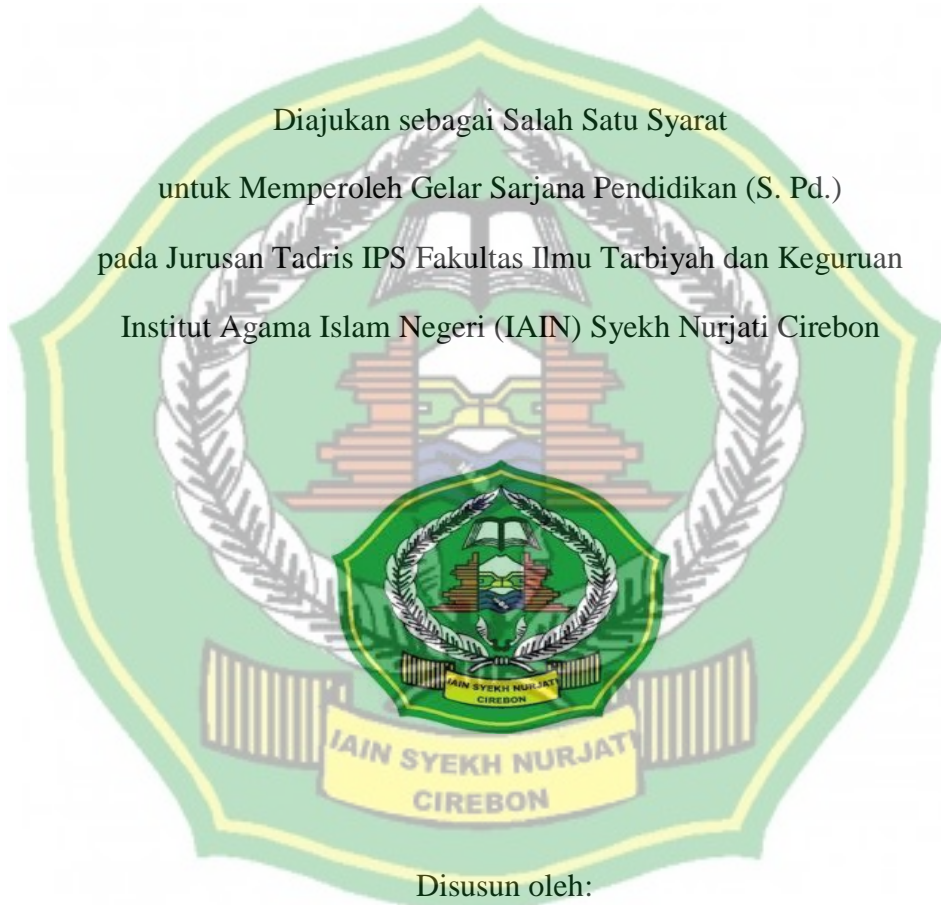 Diajukan sebagai Salah Satu Syarat
untuk Memperoleh Gelar Sarjana Pendidikan (S. Pd.)
pada Jurusan Tadris IPS Fakultas Ilmu Tarbiyah dan Keguruan
Institut Agama Islam Negeri (IAIN) Syekh Nurjati Cirebon
IAIN SYEKH NURJATI
CIREBON
IAIN SYEKH NURJATI
CIREBON
Disusun oleh: